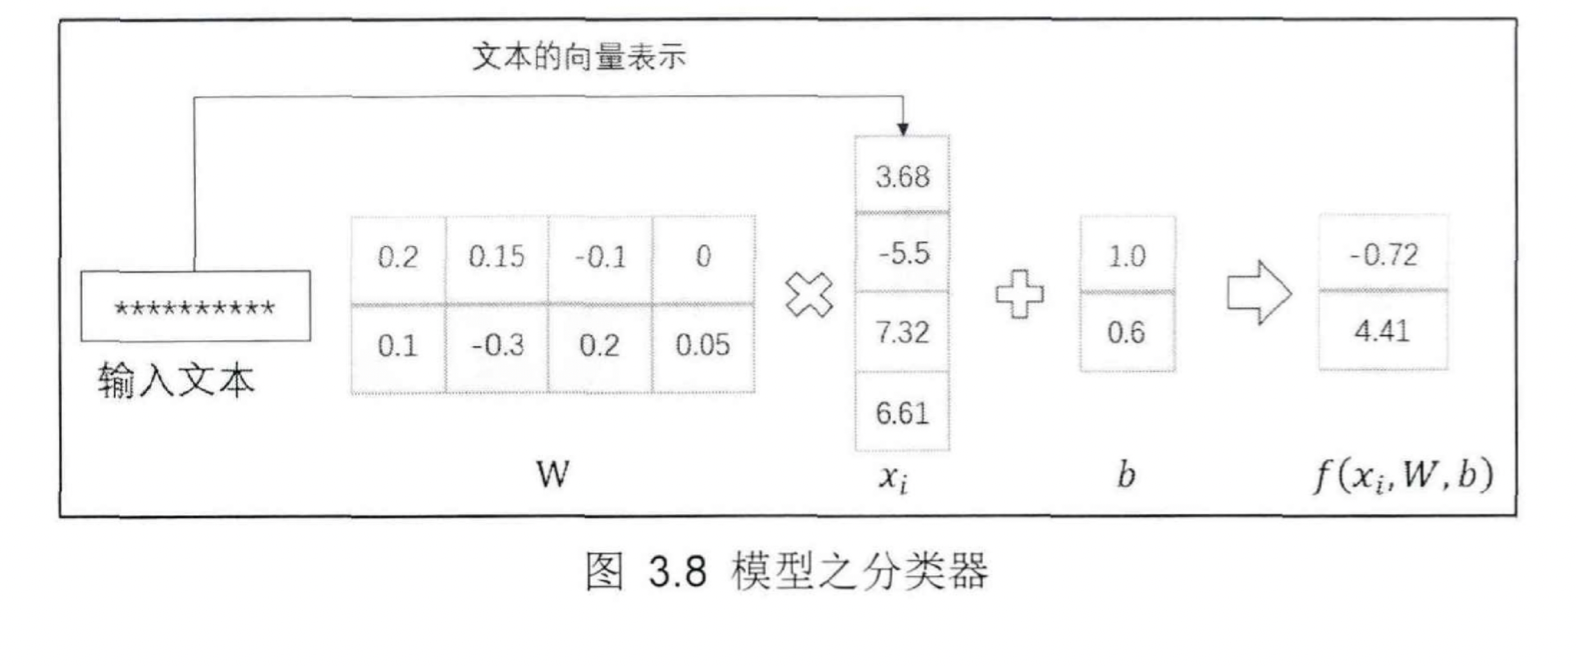 文本的向量表示
3.68
0.2 0.15 -0.1 0 -5.5 1.0 -0.72
**********
0.1 -0.3 0.2 0.05 7.32 0.6 4.41
输入文本
6.61
W x_i b f(x_i, W, b)
图 3.8 模型之分类器